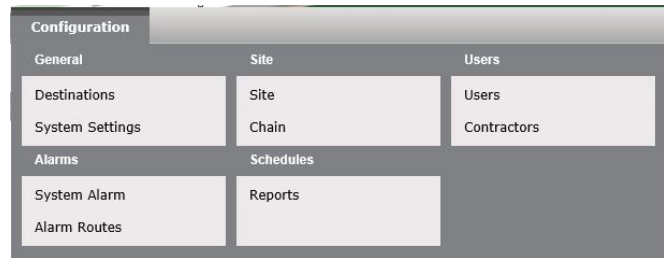 Configuration
General
Site
Users
Destinations
Site
Users
System Settings
Chain
Contractors
Alarms
Schedules
System Alarm
Reports
Alarm Routes